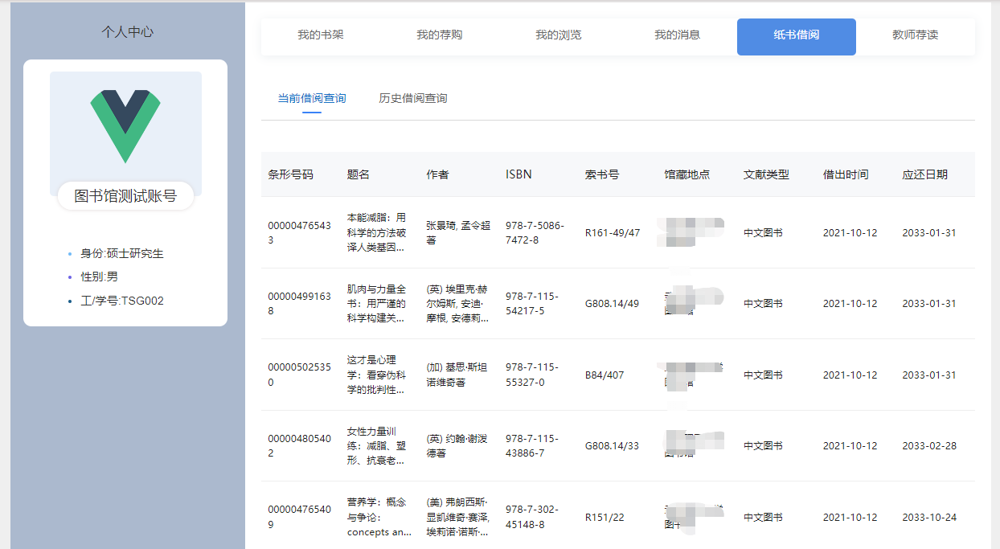 个人中心
我的书架 我的荐购 我的浏览 我的消息 纸书借阅 教师荐读
图书馆测试账号
身份:硕士研究生
性别:男
工/学号:TSG002
当前借阅查询 历史借阅查询
条形号码 题名 作者 ISBN 索书号 馆藏地点 文献类型 借出时间 应还日期
00000476543
3
本能减脂：用
科学的方法破
译人类基因...
张景琦, 孟令超
著
978-7-5086-
7472-8
R161-49/47
中文图书
2021-10-12
2033-01-31
00000499163
8
肌肉与力量全
书：用严谨的
科学构建关...
(英) 埃里克·赫
尔姆斯, 安迪·
摩根, 安德莉...
978-7-115-
54217-5
G808.14/49
中文图书
2021-10-12
2033-01-31
00000502535
0
这才是心理
学：看穿伪科
学的批判性...
(加) 基思·斯坦
诺维奇著
978-7-115-
55327-0
B84/407
中文图书
2021-10-12
2033-01-31
00000480540
2
女性力量训
练：减脂、塑
形、抗衰老...
(英) 约翰·谢泼
德著
978-7-115-
43886-7
G808.14/33
中文图书
2021-10-12
2033-02-28
00000476540
9
营养学：概念
与争论：
concepts an...
(美) 弗朗西斯·
显凯维奇·赛泽,
埃莉诺·诺斯·...
978-7-302-
45148-8
R151/22
中文图书
2021-10-12
2033-10-24